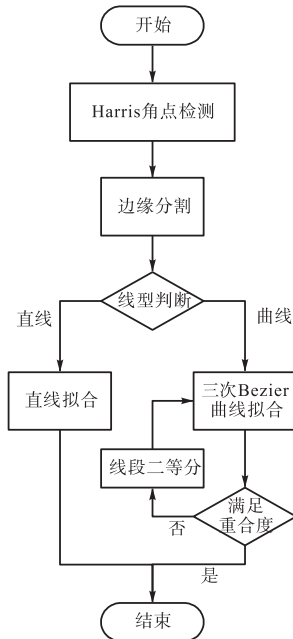 开始
Harris角点检测
边缘分割
线型判断
直线
曲线
直线拟合
三次Bezier
曲线拟合
线段二等分
满足
重合度
否
是
结束